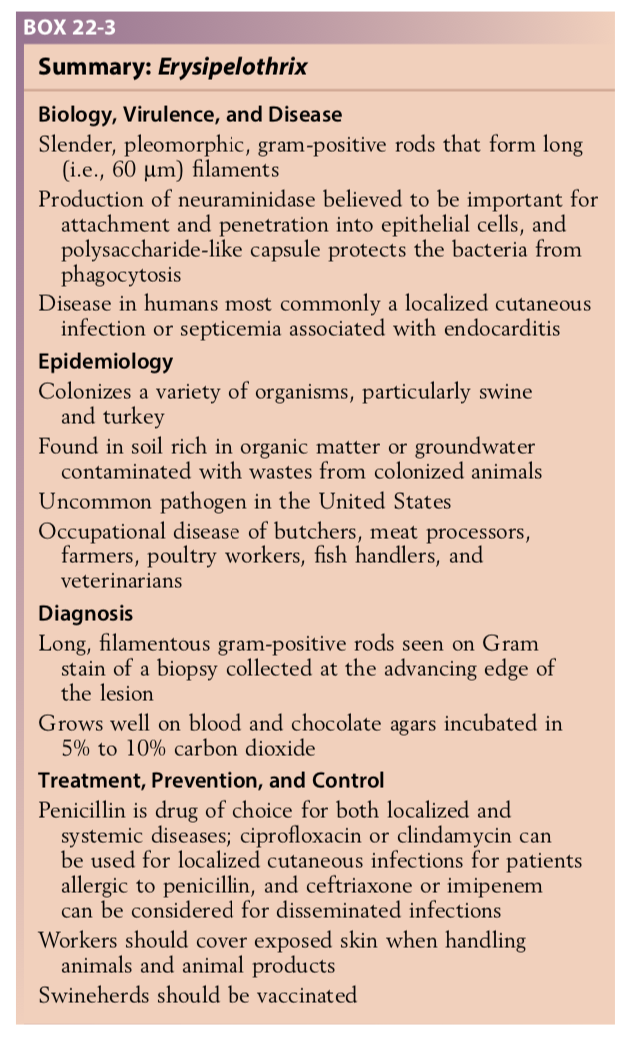 BOX 22-3
Summary: Erysipelothrix
Biology, Virulence, and Disease
Slender, pleomorphic, gram-positive rods that form long
(i.e., 60 μm) filaments
Production of neuraminidase believed to be important for
attachment and penetration into epithelial cells, and
polysaccharide-like capsule protects the bacteria from
phagocytosis
Disease in humans most commonly a localized cutaneous
infection or septicemia associated with endocarditis
Epidemiology
Colonizes a variety of organisms, particularly swine
and turkey
Found in soil rich in organic matter or groundwater
contaminated with wastes from colonized animals
Uncommon pathogen in the United States
Occupational disease of butchers, meat processors,
farmers, poultry workers, fish handlers, and
veterinarians
Diagnosis
Long, filamentous gram-positive rods seen on Gram
stain of a biopsy collected at the advancing edge of
the lesion
Grows well on blood and chocolate agars incubated in
5% to 10% carbon dioxide
Treatment, Prevention, and Control
Penicillin is drug of choice for both localized and
systemic diseases; ciprofloxacin or clindamycin can
be used for localized cutaneous infections for patients
allergic to penicillin, and ceftriaxone or imipenem
can be considered for disseminated infections
Workers should cover exposed skin when handling
animals and animal products
Swineherds should be vaccinated